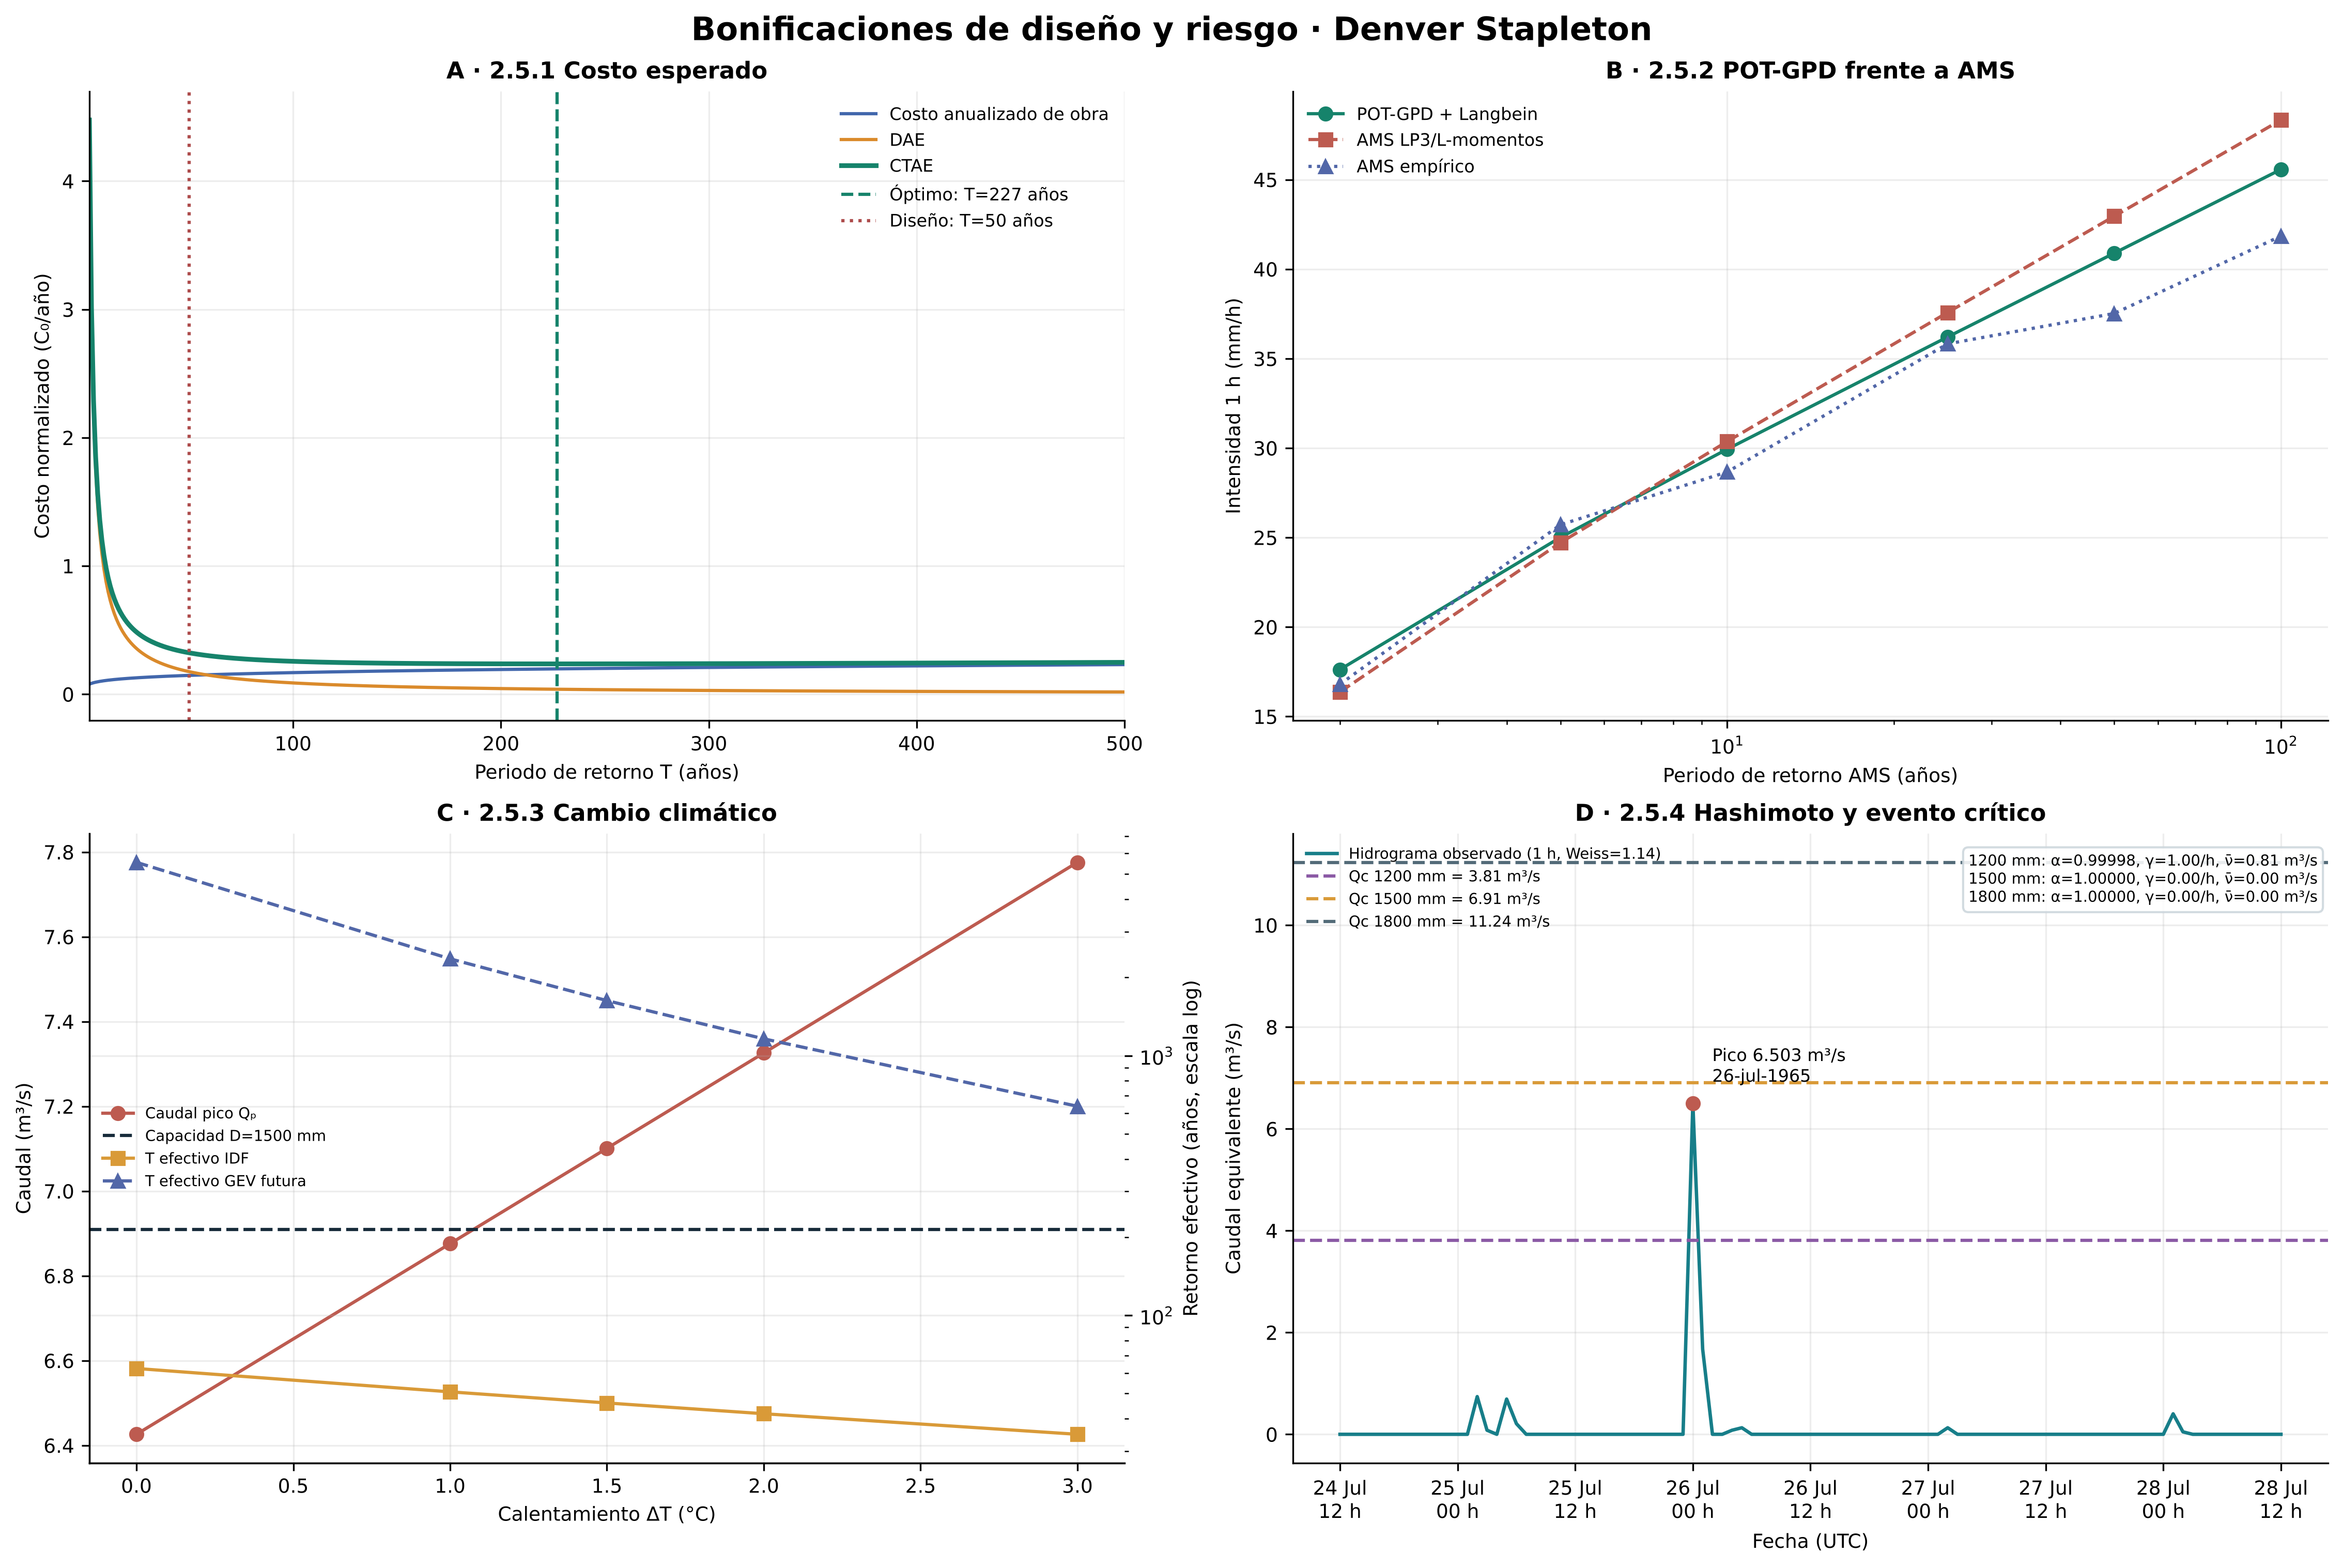 Bonificaciones de diseño y riesgo · Denver Stapleton
A · 2.5.1 Costo esperado
Costo normalizado (C₀/año)
4
3
2
1
0
Costo anualizado de obra
DAE
CTAE
Óptimo: T=227 años
Diseño: T=50 años
100 200 300 400 500
Periodo de retorno T (años)
B · 2.5.2 POT-GPD frente a AMS
Intensidad 1 h (mm/h)
45
40
35
30
25
20
15
POT-GPD + Langbein
AMS LP3/L-momentos
AMS empírico
10¹ 10²
Periodo de retorno AMS (años)
C · 2.5.3 Cambio climático
Caudal (m³/s)
7.8
7.6
7.4
7.2
7.0
6.8
6.6
6.4
Caudal pico Qₚ
Capacidad D=1500 mm
T efectivo IDF
T efectivo GEV futura
10³
10²
Retorno efectivo (años, escala log)
0.0 0.5 1.0 1.5 2.0 2.5 3.0
Calentamiento ΔT (°C)
D · 2.5.4 Hashimoto y evento crítico
Caudal equivalente (m³/s)
10
8
6
4
2
0
Hidrograma observado (1 h, Weiss=1.14)
Qc 1200 mm = 3.81 m³/s
Qc 1500 mm = 6.91 m³/s
Qc 1800 mm = 11.24 m³/s
1200 mm: α=0.99998, γ=1.00/h, ν̄=0.81 m³/s
1500 mm: α=1.00000, γ=0.00/h, ν̄=0.00 m³/s
1800 mm: α=1.00000, γ=0.00/h, ν̄=0.00 m³/s
Pico 6.503 m³/s
26-jul-1965
24 Jul 25 Jul 25 Jul 26 Jul 26 Jul 27 Jul 27 Jul 28 Jul 28 Jul
12 h 00 h 12 h 00 h 12 h 00 h 12 h 00 h 12 h
Fecha (UTC)